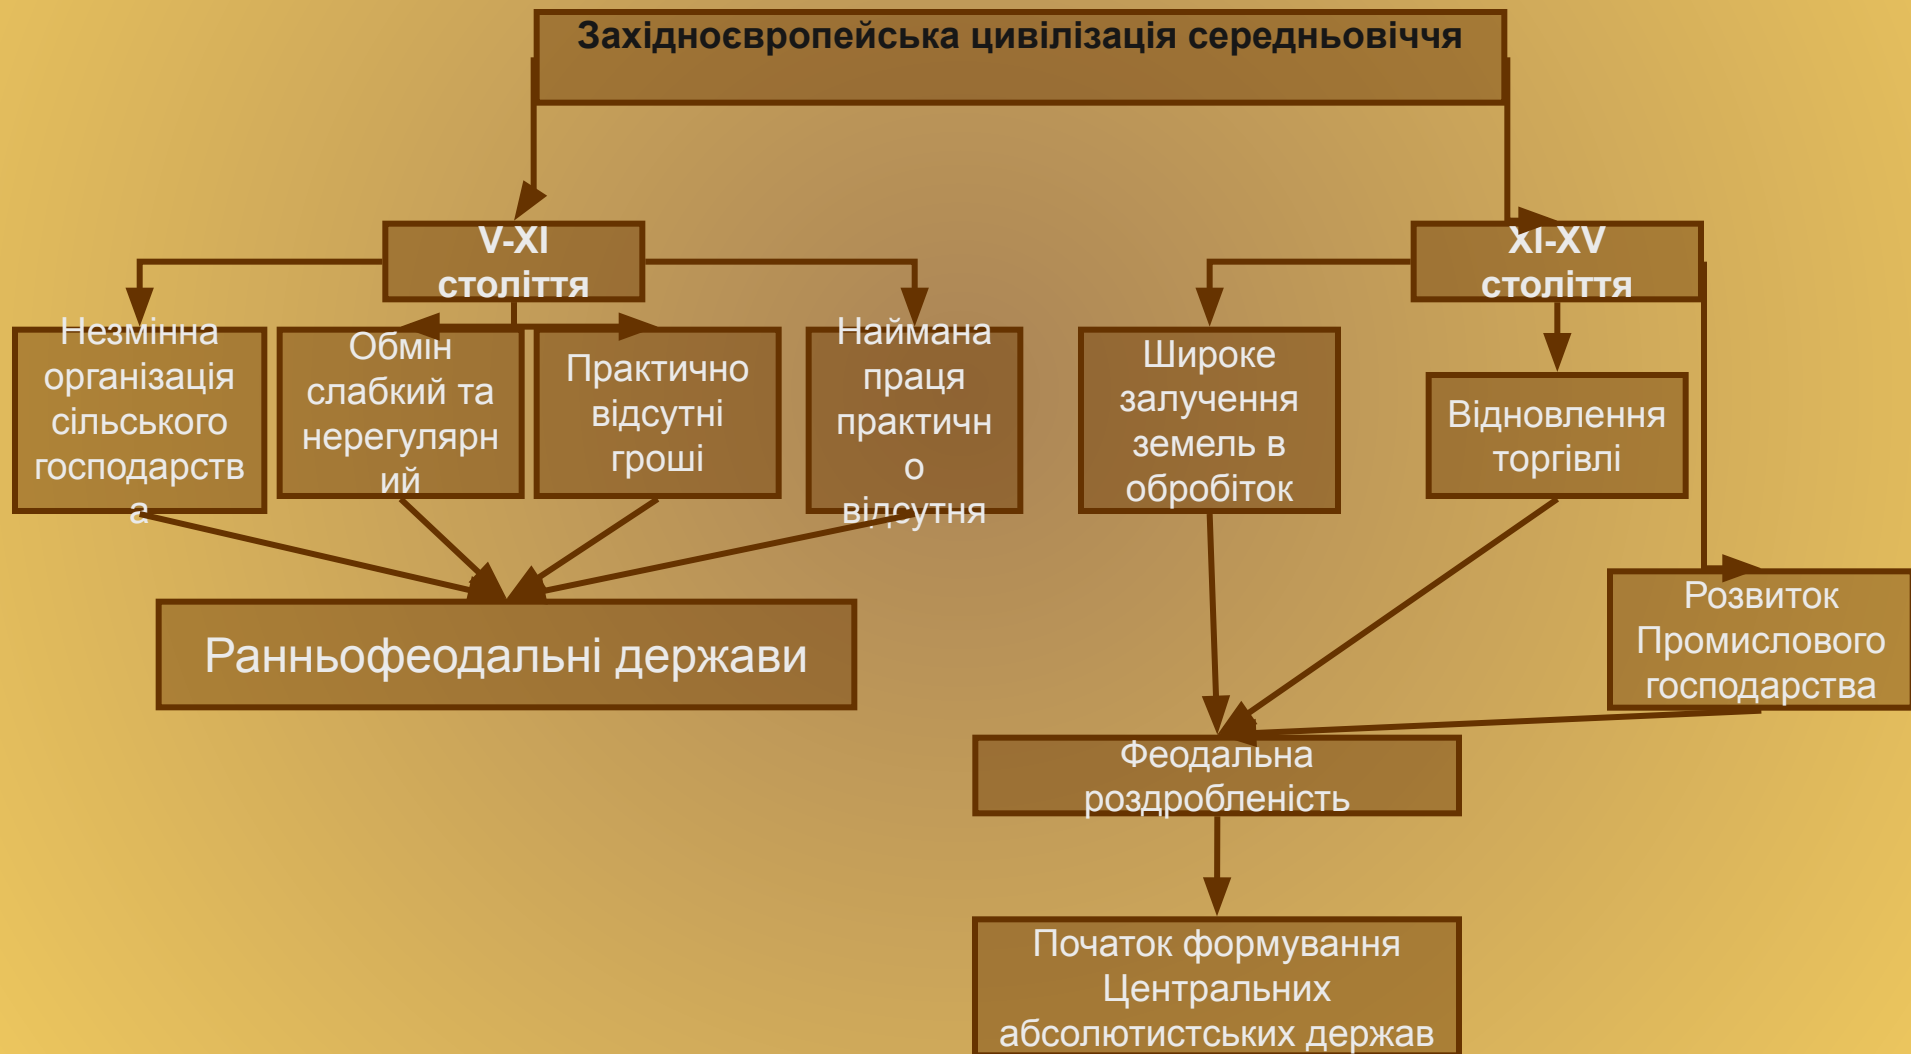 Західноєвропейська цивілізація середньовіччя
V-XI
століття
XI-XV
століття
Незмінна
організація
сільського
господарств
а
Обмін
слабкий та
нерегулярн
ий
Практично
відсутні
гроші
Наймана
праця
практичн
о
відсутня
Широке
залучення
земель в
обробіток
Відновлення
торгівлі
Розвиток
Промислового
господарства
Ранньофеодальні держави
Феодальна
роздробленість
Початок формування
Центральних
абсолютистських держав